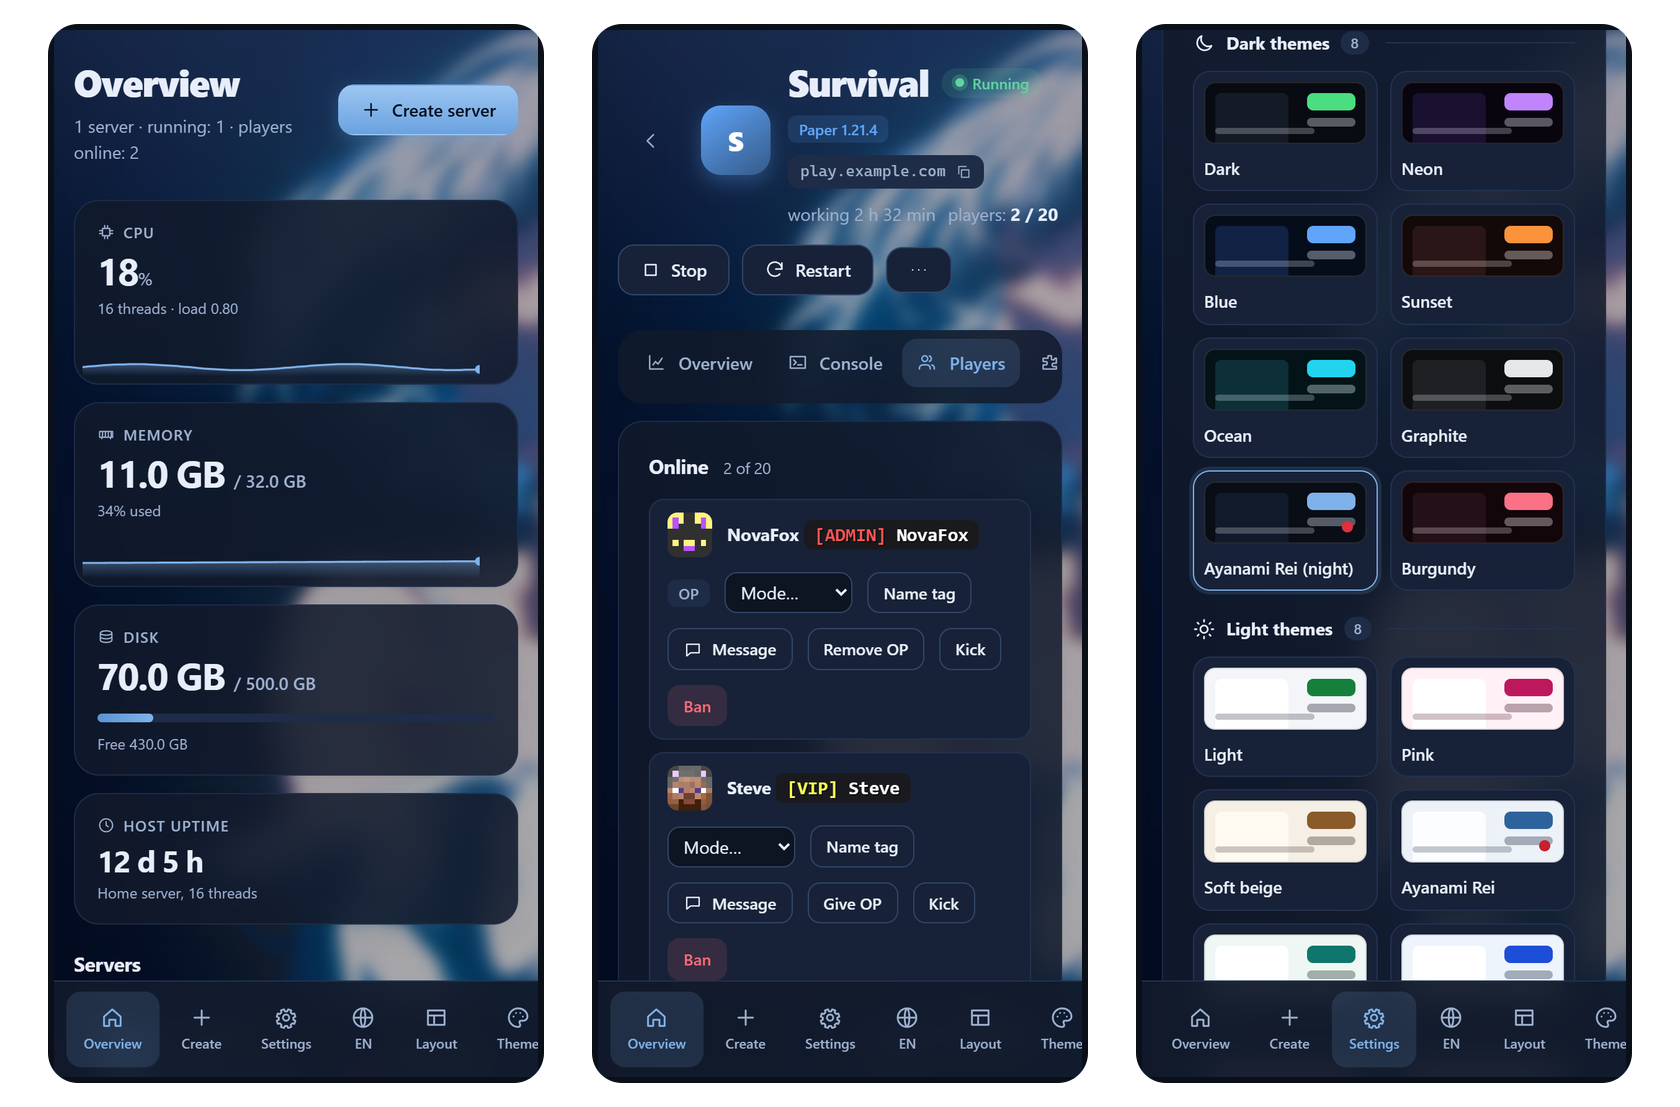 Overview
1 server · running: 1 · players
online: 2
Create server
CPU
18%
16 threads · load 0.80
MEMORY
11.0 GB / 32.0 GB
34% used
DISK
70.0 GB / 500.0 GB
Free 430.0 GB
HOST UPTIME
12 d 5 h
Home server, 16 threads
Servers
Overview Create Settings EN Layout Theme
Survival Running
S
Paper 1.21.4
play.example.com
working 2 h 32 min players: 2 / 20
Stop Restart ...
Overview Console Players
Online 2 of 20
NovaFox [ADMIN] NovaFox
OP Mode... Name tag
Message Remove OP Kick
Ban
Steve [VIP] Steve
Mode... Name tag
Message Give OP Kick
Ban
Overview Create Settings EN Layout Theme
Dark themes 8
Dark Neon
Blue Sunset
Ocean Graphite
Ayanami Rei (night) Burgundy
Light themes 8
Light Pink
Soft beige Ayanami Rei
Overview Create Settings EN Layout Theme